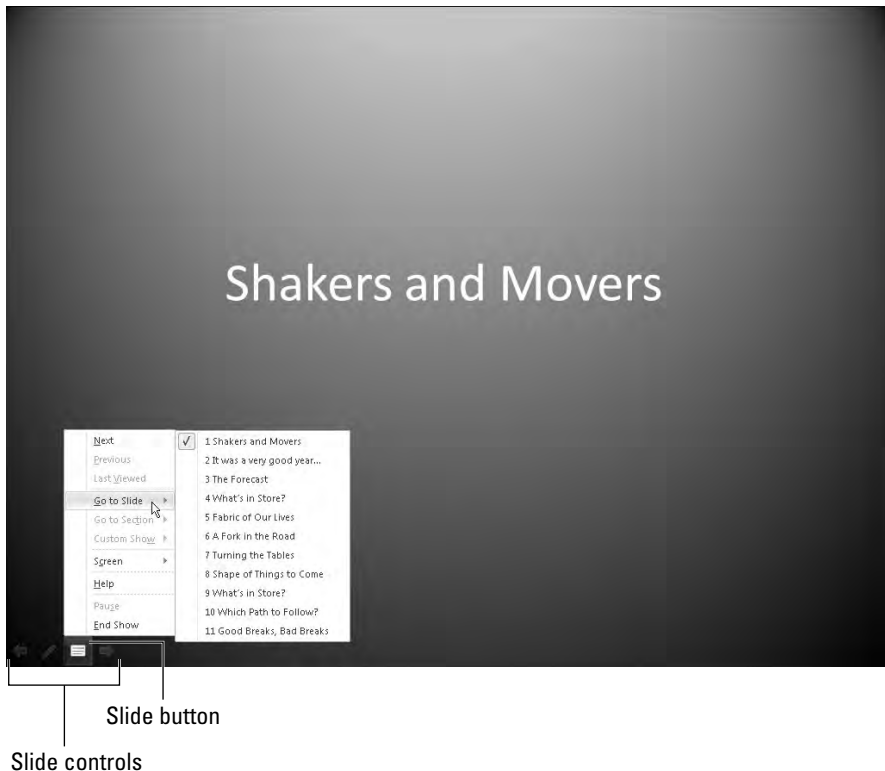 Shakers and Movers
Next
Previous
Last Viewed
Go to Slide
Go to Section
Custom Show
Screen
Help
Pause
End Show
1 Shakers and Movers
2 It was a very good year...
3 The Forecast
4 What's in Store?
5 Fabric of Our Lives
6 A Fork in the Road
7 Turning the Tables
8 Shape of Things to Come
9 What's in Store?
10 Which Path to Follow?
11 Good Breaks, Bad Breaks
Slide button
Slide controls